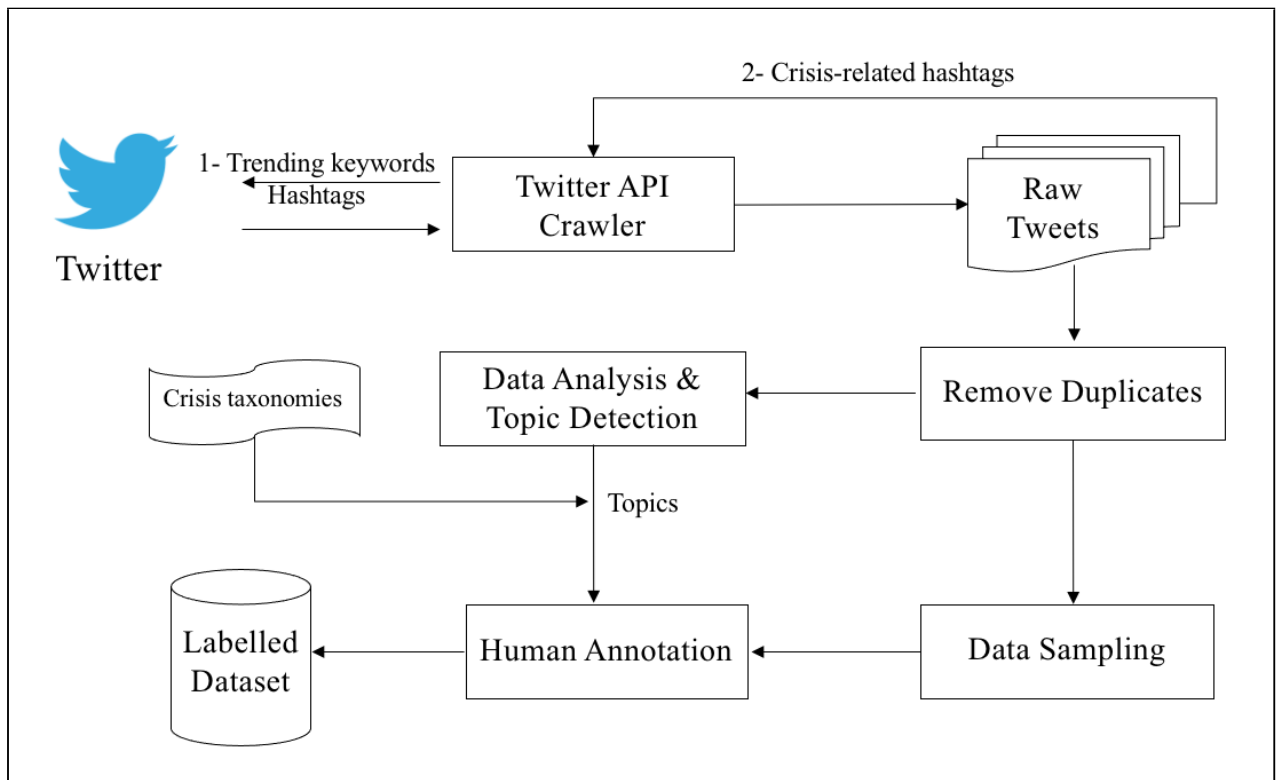 2- Crisis-related hashtags
1- Trending keywords
Hashtags
Twitter
Twitter API
Crawler
Raw
Tweets
Crisis taxonomies
Data Analysis &
Topic Detection
Remove Duplicates
Topics
Labelled
Dataset
Human Annotation
Data Sampling